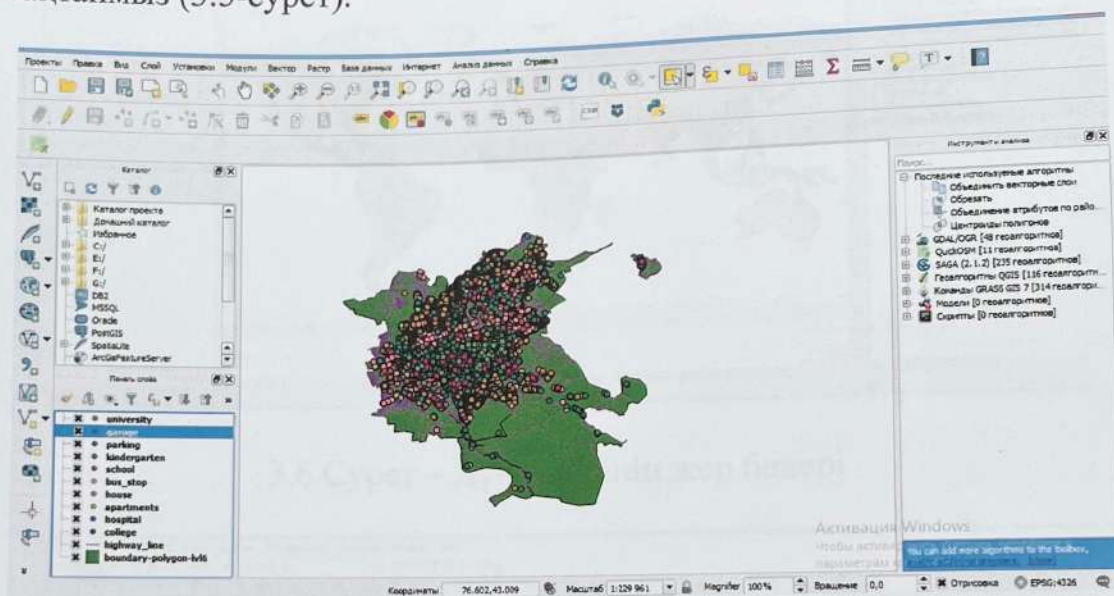 (3.5-сурет).
Проекты Правка Вид Слой Установки Модули Вектор Растр База данных Интернет Анализ данных Справка
Каталог
Каталог проекта
Домашний каталог
Избранное
C:/
E:/
F:/
G:/
DB2
MSSQL
Oracle
PostGIS
SpatiaLite
ArcGisFeatureServer
Панель слоёв
university
garage
parking
kindergarten
school
bus_stop
house
apartments
hospital
college
highway_line
boundary-polygon-lvl6
Инструменты анализа
Поиск...
Последние используемые алгоритмы
Объединить векторные слои
Обрезать
Объединение атрибутов по райо...
Центроиды полигонов
GDAL/OGR [48 геоалгоритмов]
QuickOSM [11 геоалгоритмов]
SAGA (2.1.2) [235 геоалгоритмов]
Геоалгоритмы QGIS [116 геоалгоритм...
Команды GRASS GIS 7 [314 геоалгори...
Модели [0 геоалгоритмов]
Скрипты [0 геоалгоритмов]
Активация Windows
You can add more algorithms to the toolbox,
Координаты 76.602,43.009 Масштаб 1:129 961 Magnifier 100% Вращение 0,0 Отрисовка EPSG:4326